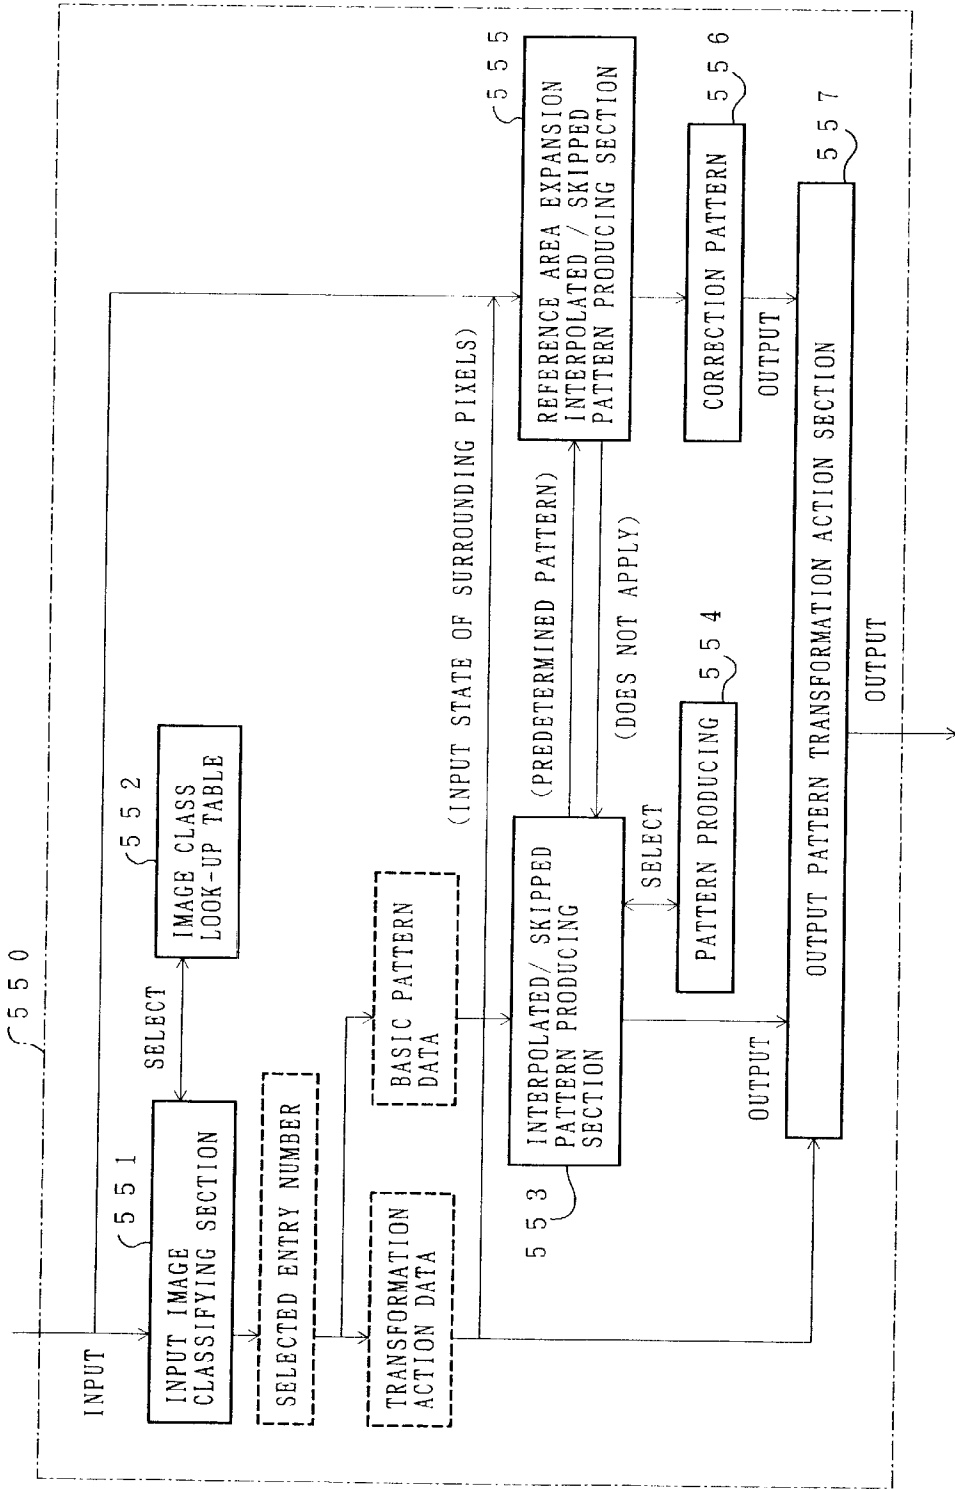 550
INPUT
551
INPUT IMAGE
CLASSIFYING SECTION
SELECT
552
IMAGE CLASS
LOOK-UP TABLE
SELECTED ENTRY NUMBER
TRANSFORMATION
ACTION DATA
BASIC PATTERN
DATA
(INPUT STATE OF SURROUNDING PIXELS)
553
INTERPOLATED/ SKIPPED
PATTERN PRODUCING
SECTION
(PREDETERMINED PATTERN)
(DOES NOT APPLY)
555
REFERENCE AREA EXPANSION
INTERPOLATED / SKIPPED
PATTERN PRODUCING SECTION
SELECT
554
PATTERN PRODUCING
556
CORRECTION PATTERN
OUTPUT
OUTPUT
557
OUTPUT PATTERN TRANSFORMATION ACTION SECTION
OUTPUT